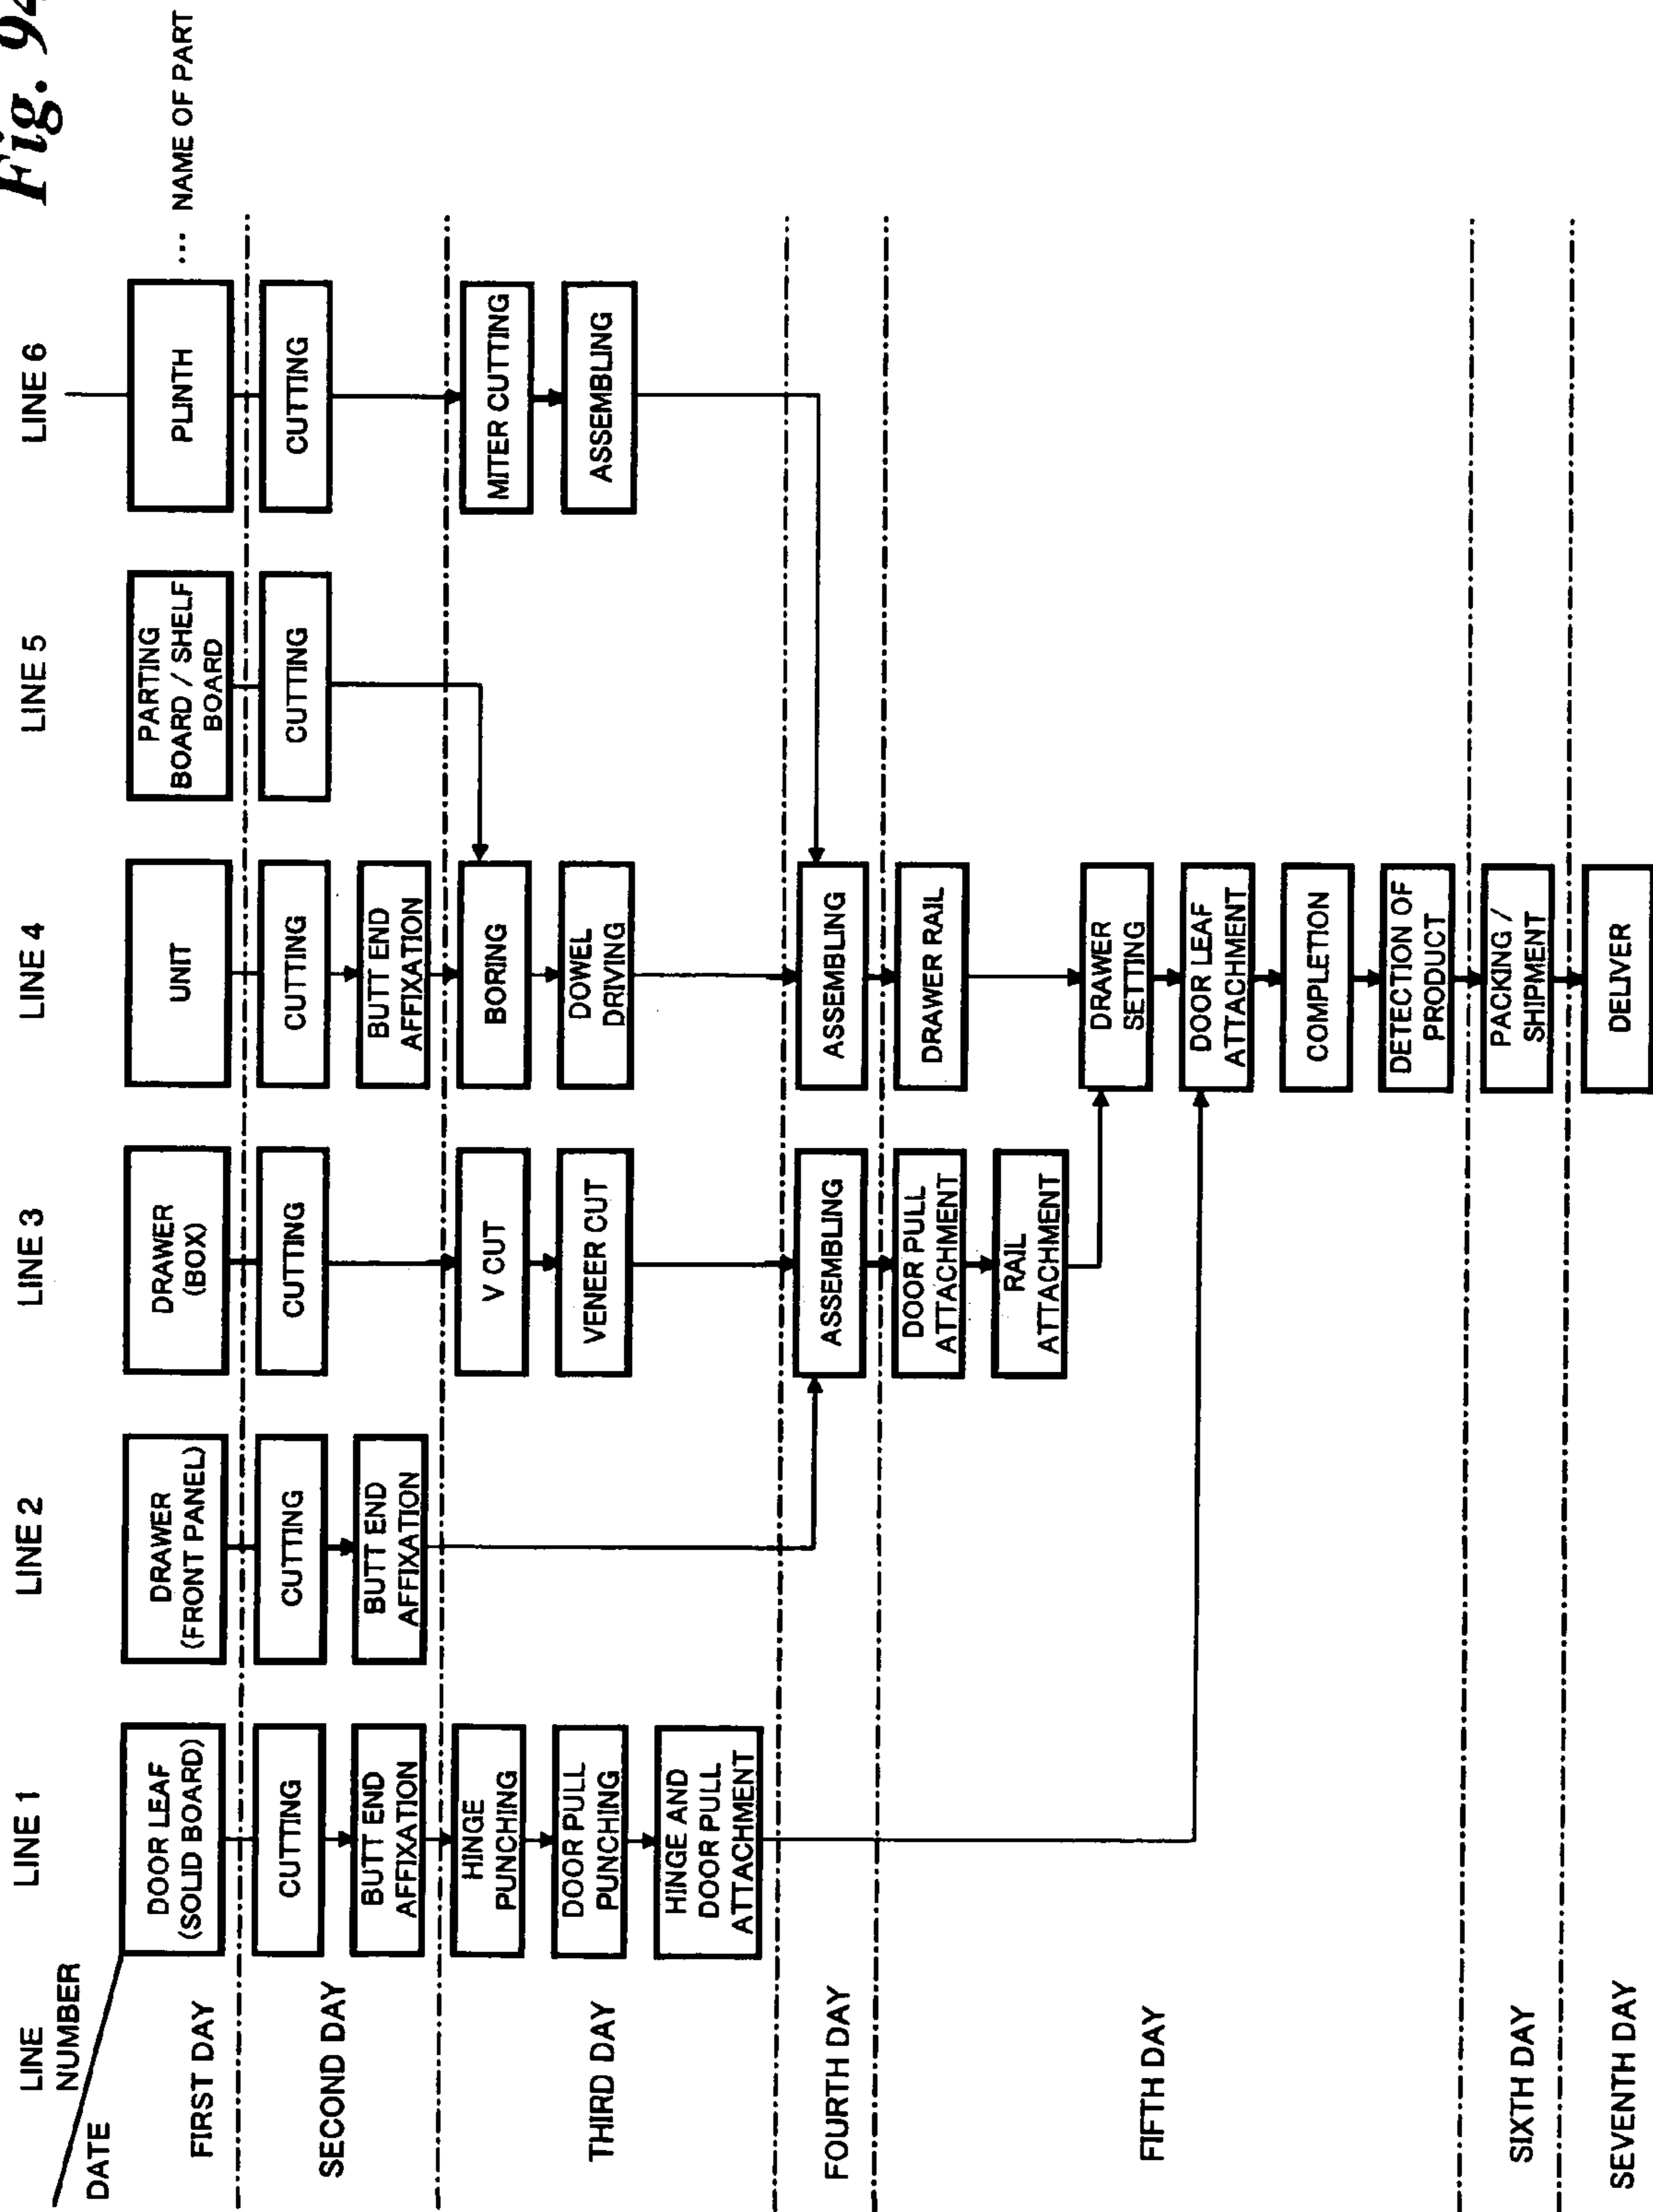 Fig. 94
LINE NUMBER
DATE
LINE 1
LINE 2
LINE 3
LINE 4
LINE 5
LINE 6
FIRST DAY
DOOR LEAF
(SOLID BOARD)
DRAWER
(FRONT PANEL)
DRAWER
(BOX)
UNIT
PARTING
BOARD / SHELF
BOARD
PLINTH
... NAME OF PART
SECOND DAY
CUTTING
CUTTING
CUTTING
CUTTING
CUTTING
CUTTING
BUTT END
AFFIXATION
BUTT END
AFFIXATION
BUTT END
AFFIXATION
THIRD DAY
HINGE
PUNCHING
V CUT
BORING
MITER CUTTING
DOOR PULL
PUNCHING
VENEER CUT
DOWEL
DRIVING
ASSEMBLING
HINGE AND
DOOR PULL
ATTACHMENT
FOURTH DAY
ASSEMBLING
ASSEMBLING
FIFTH DAY
DOOR PULL
ATTACHMENT
DRAWER RAIL
RAIL
ATTACHMENT
DRAWER
SETTING
DOOR LEAF
ATTACHMENT
COMPLETION
DETECTION OF
PRODUCT
SIXTH DAY
PACKING /
SHIPMENT
SEVENTH DAY
DELIVER